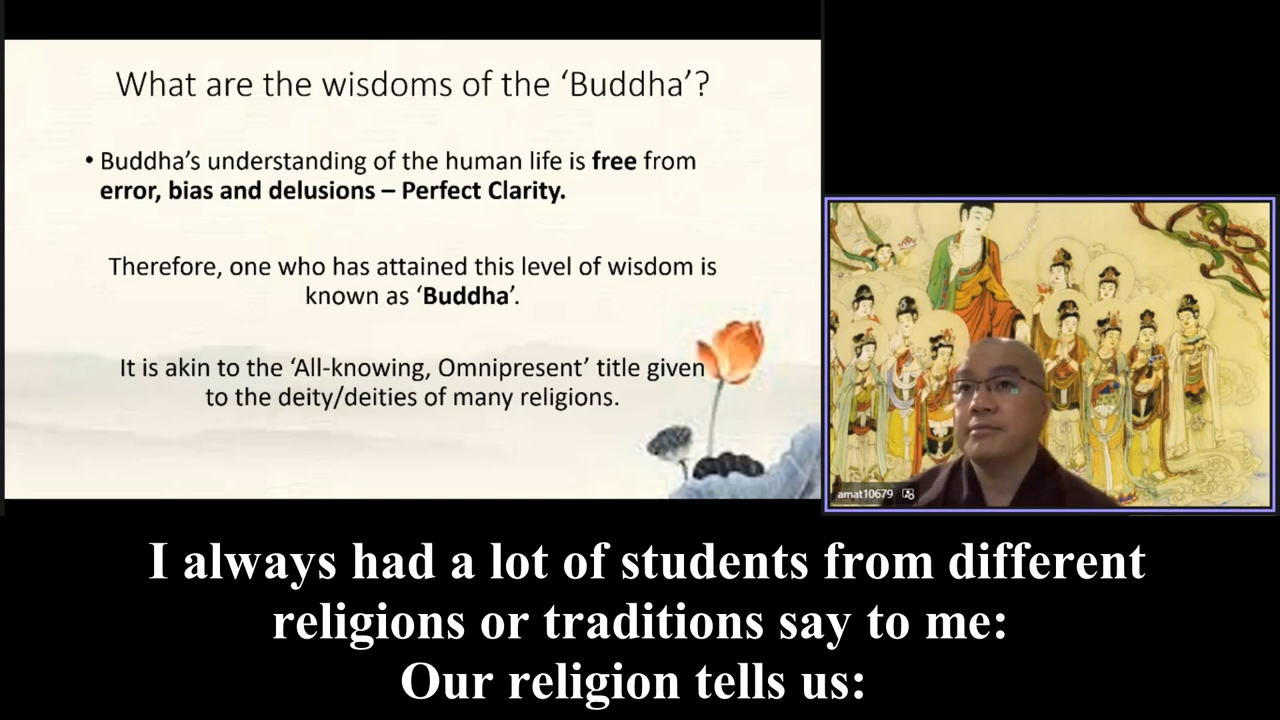 What are the wisdoms of the ‘Buddha’?
• Buddha’s understanding of the human life is free from
error, bias and delusions – Perfect Clarity.
Therefore, one who has attained this level of wisdom is
known as ‘Buddha’.
It is akin to the ‘All-knowing, Omnipresent’ title given
to the deity/deities of many religions.
amat10679
I always had a lot of students from different
religions or traditions say to me:
Our religion tells us: